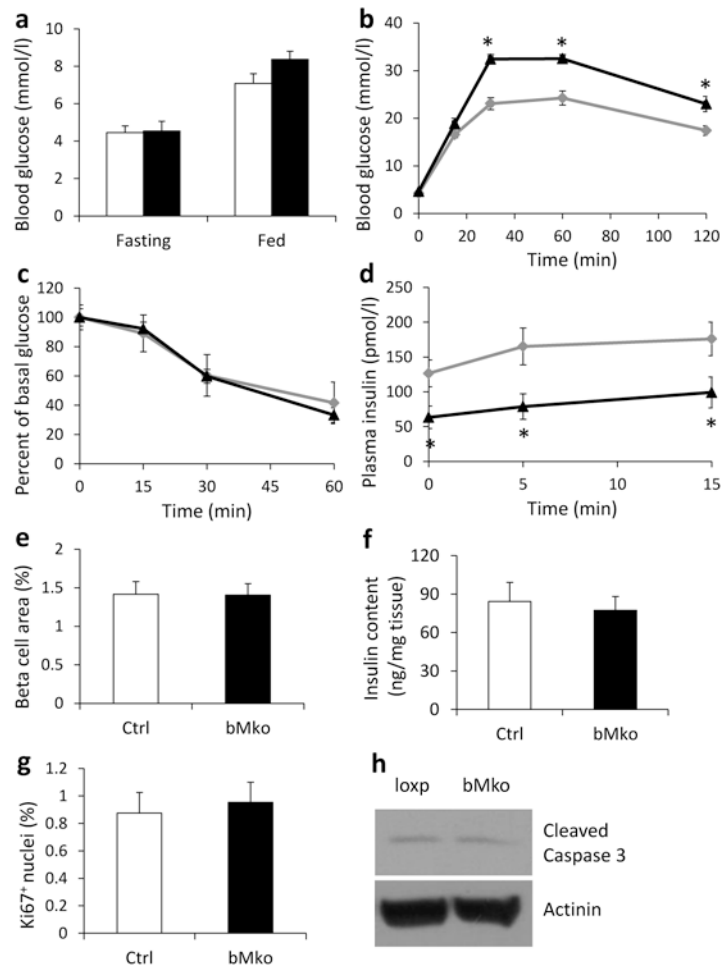 a
Blood glucose (mmol/l)
10
8
6
4
2
0
Fasting
Fed
b
Blood glucose (mmol/l)
40
30
20
10
0
* * *
0 20 40 60 80 100 120
Time (min)
c
Percent of basal glucose
120
100
80
60
40
20
0
0 15 30 45 60
Time (min)
d
Plasma insulin (pmol/l)
250
200
150
100
50
0
* * *
0 5 10 15
Time (min)
e
Beta cell area (%)
2
1.5
1
0.5
0
Ctrl
bMko
f
Insulin content
(ng/mg tissue)
120
90
60
30
0
Ctrl
bMko
g
Ki67⁺ nuclei (%)
1.2
1
0.8
0.6
0.4
0.2
0
Ctrl
bMko
h
loxp bMko
Cleaved
Caspase 3
Actinin